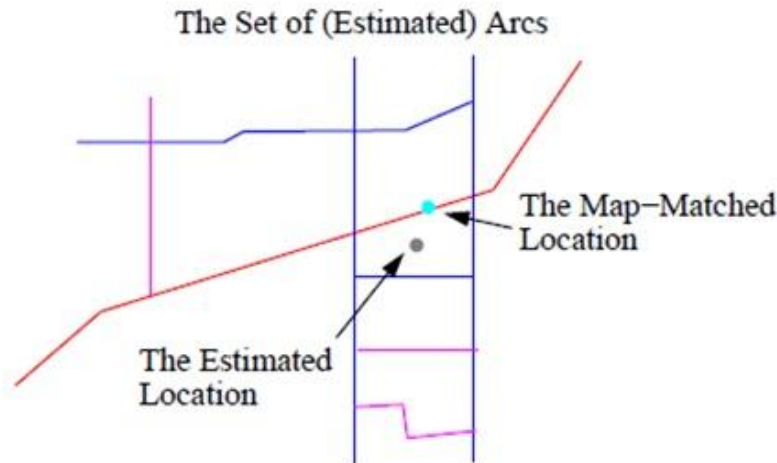 The Set of (Estimated) Arcs
The Map−Matched
Location
The Estimated
Location